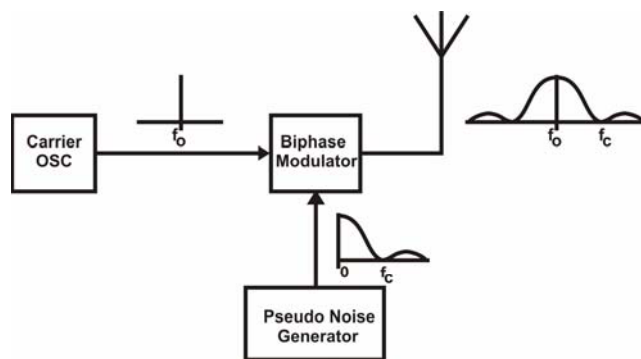 Carrier
OSC
fo
Biphase
Modulator
fo
fc
0
fc
Pseudo Noise
Generator